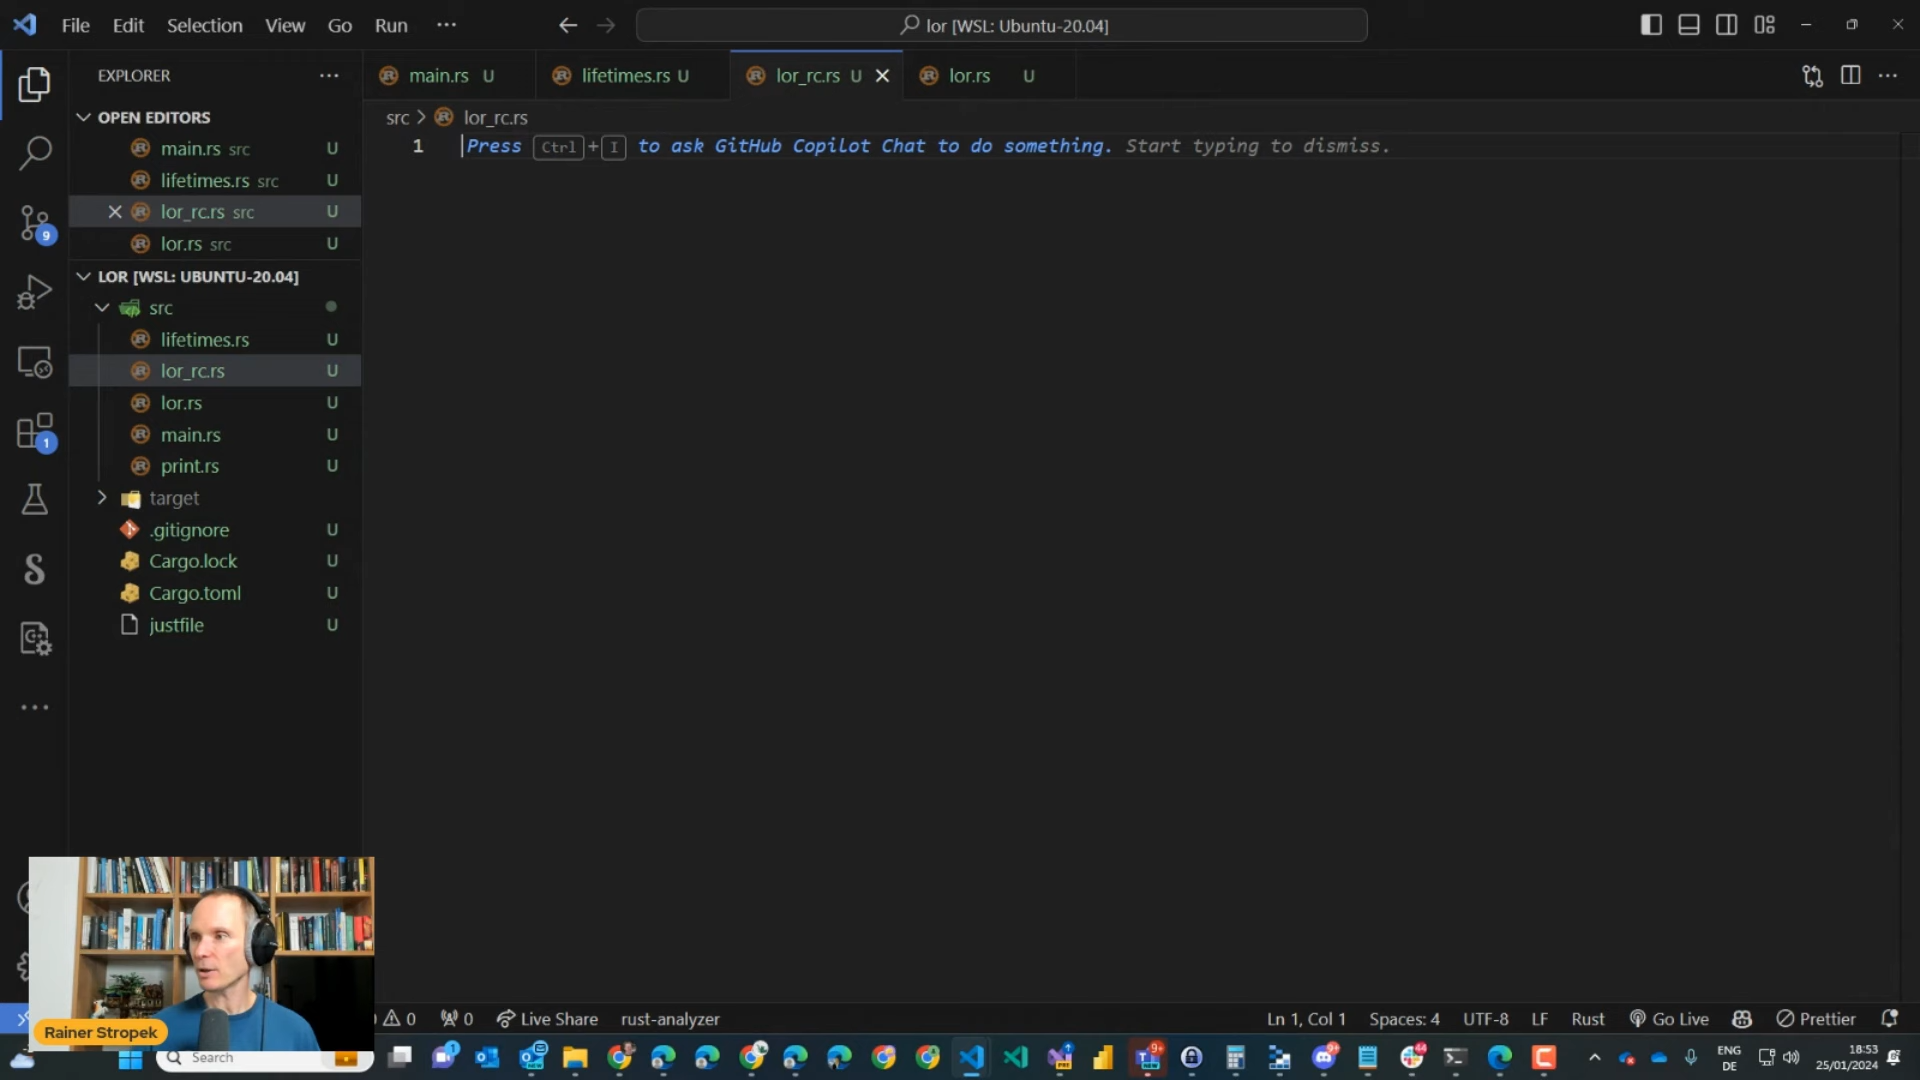 File Edit Selection View Go Run ···
lor [WSL: Ubuntu-20.04]
EXPLORER ···
OPEN EDITORS
main.rs src U
lifetimes.rs src U
lor_rc.rs src U
lor.rs src U
LOR [WSL: UBUNTU-20.04]
src
lifetimes.rs U
lor_rc.rs U
lor.rs U
main.rs U
print.rs U
target
.gitignore U
Cargo.lock U
Cargo.toml U
justfile U
9
1
···
main.rs U
lifetimes.rs U
lor_rc.rs U
lor.rs U
src > lor_rc.rs
1 Press Ctrl+I to ask GitHub Copilot Chat to do something. Start typing to dismiss.
Rainer Stropek
0 0 Live Share rust-analyzer
Ln 1, Col 1 Spaces: 4 UTF-8 LF Rust Go Live Prettier
Search
ENG
DE
18:53
25/01/2024